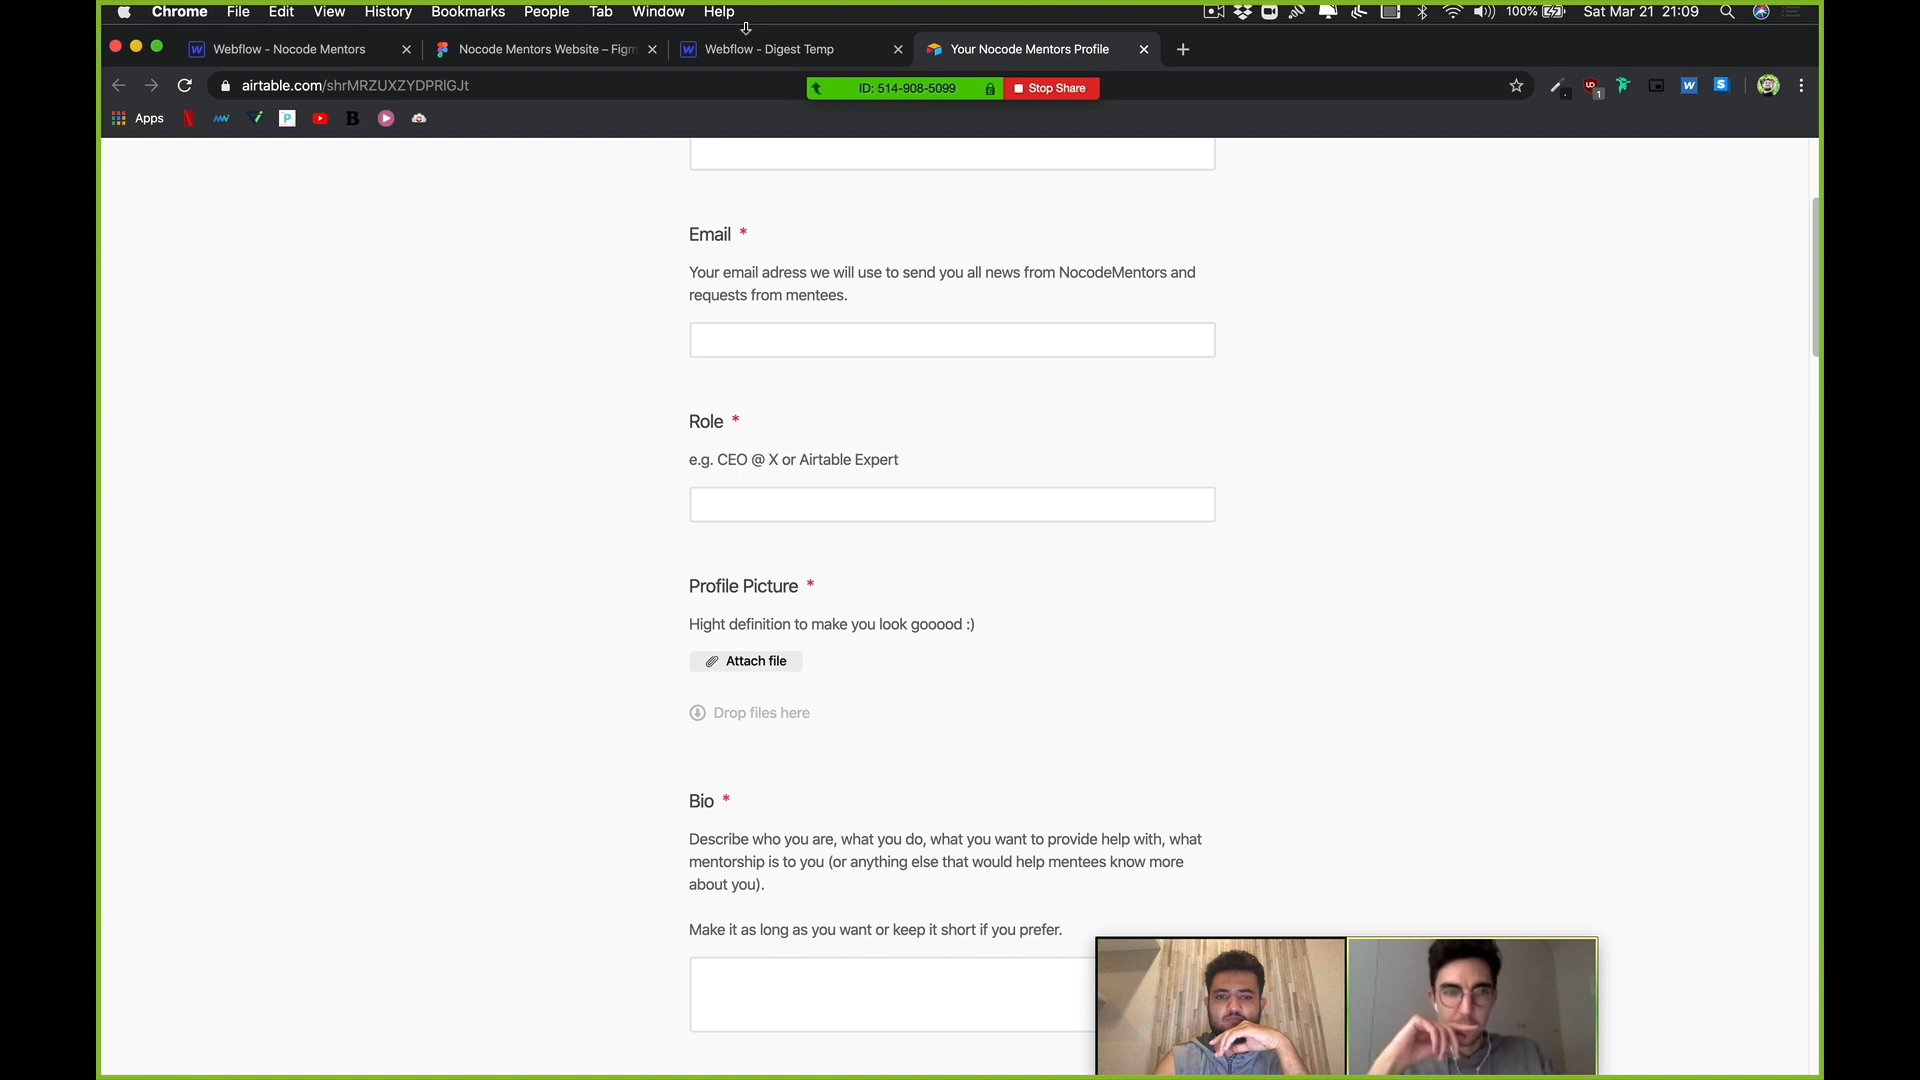 Chrome File Edit View History Bookmarks People Tab Window Help 100% Sat Mar 21 21:09
Webflow - Nocode Mentors Nocode Mentors Website – Figm Webflow - Digest Temp Your Nocode Mentors Profile
airtable.com/shrMRZUXZYDPRlGJt ID: 514-908-5099 Stop Share
Apps
Email *
Your email adress we will use to send you all news from NocodeMentors and
requests from mentees.
Role *
e.g. CEO @ X or Airtable Expert
Profile Picture *
Hight definition to make you look gooood :)
Attach file
Drop files here
Bio *
Describe who you are, what you do, what you want to provide help with, what
mentorship is to you (or anything else that would help mentees know more
about you).
Make it as long as you want or keep it short if you prefer.